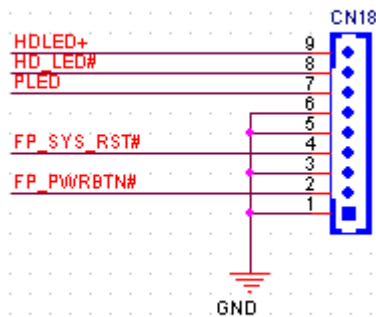 CN18
HDLED+ 9
HD_LED# 8
PLED 7
6
5
FP_SYS_RST# 4
3
FP_PWRBTN# 2
1
GND